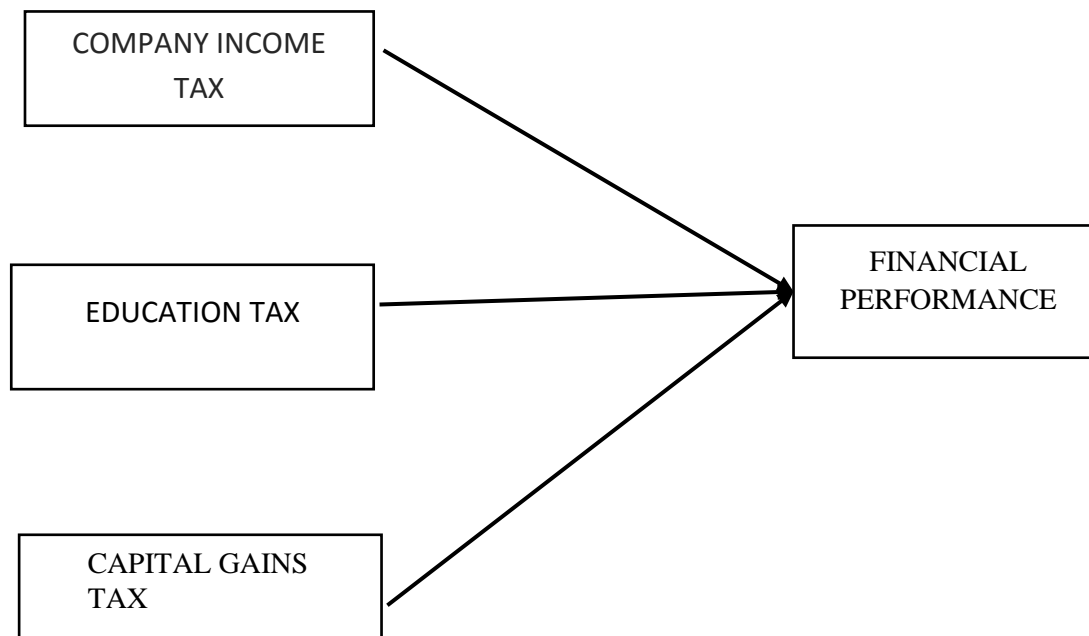 COMPANY INCOME
TAX
EDUCATION TAX
FINANCIAL
PERFORMANCE
CAPITAL GAINS
TAX